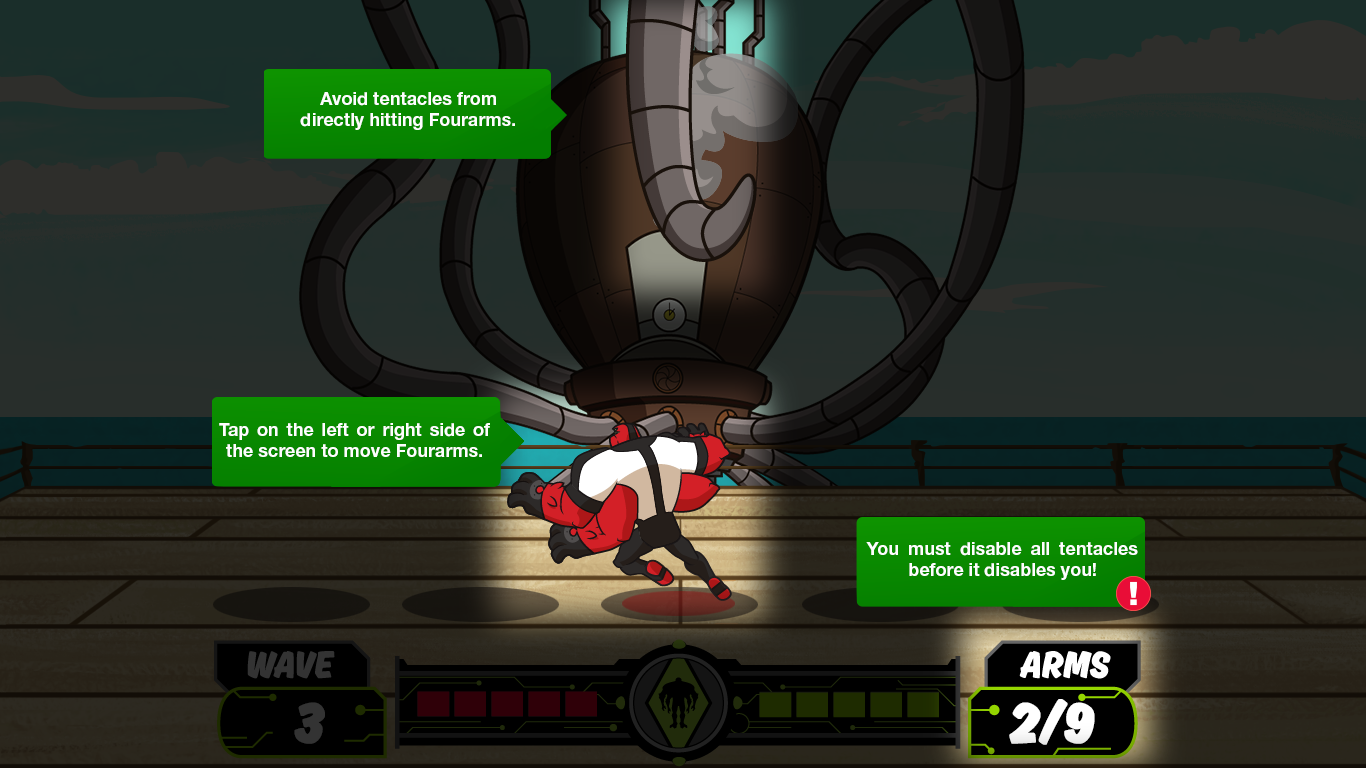 Avoid tentacles from
directly hitting Fourarms.
Tap on the left or right side of
the screen to move Fourarms.
You must disable all tentacles
before it disables you!
!
WAVE
3
ARMS
2/9